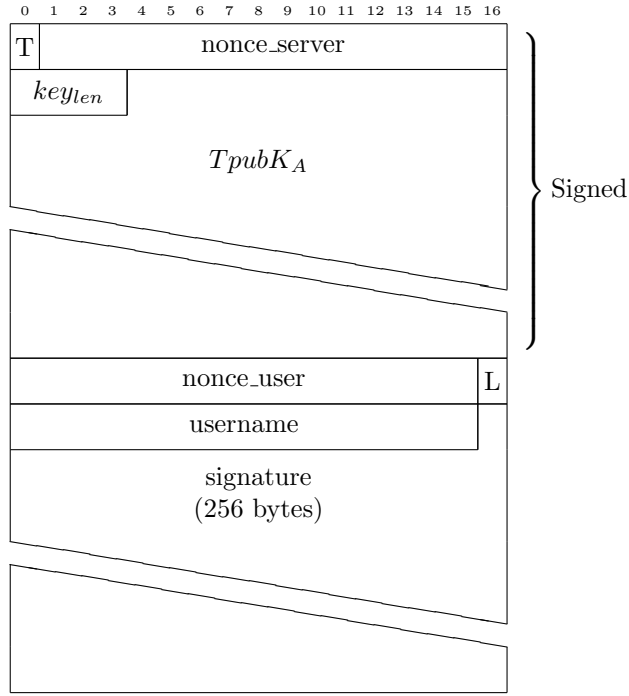 0 1 2 3 4 5 6 7 8 9 10 11 12 13 14 15 16
T nonce_server
key_len
TpubK_A
Signed
nonce_user L
username
signature
(256 bytes)